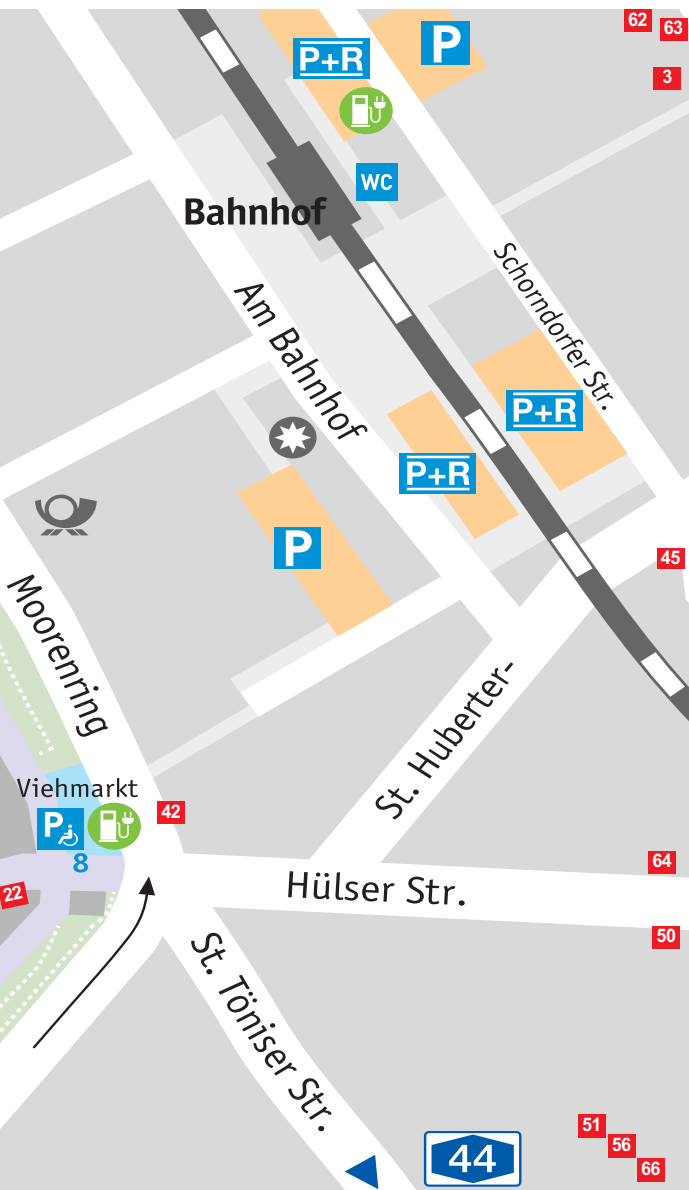 62
63
P
P+R
3
WC
Bahnhof
Schorndorfer Str.
Am Bahnhof
P+R
P+R
P
45
Moorenring
St. Huberter-
Viehmarkt
42
P
8
64
Hülser Str.
22
50
St. Töniser Str.
51
56
44
66